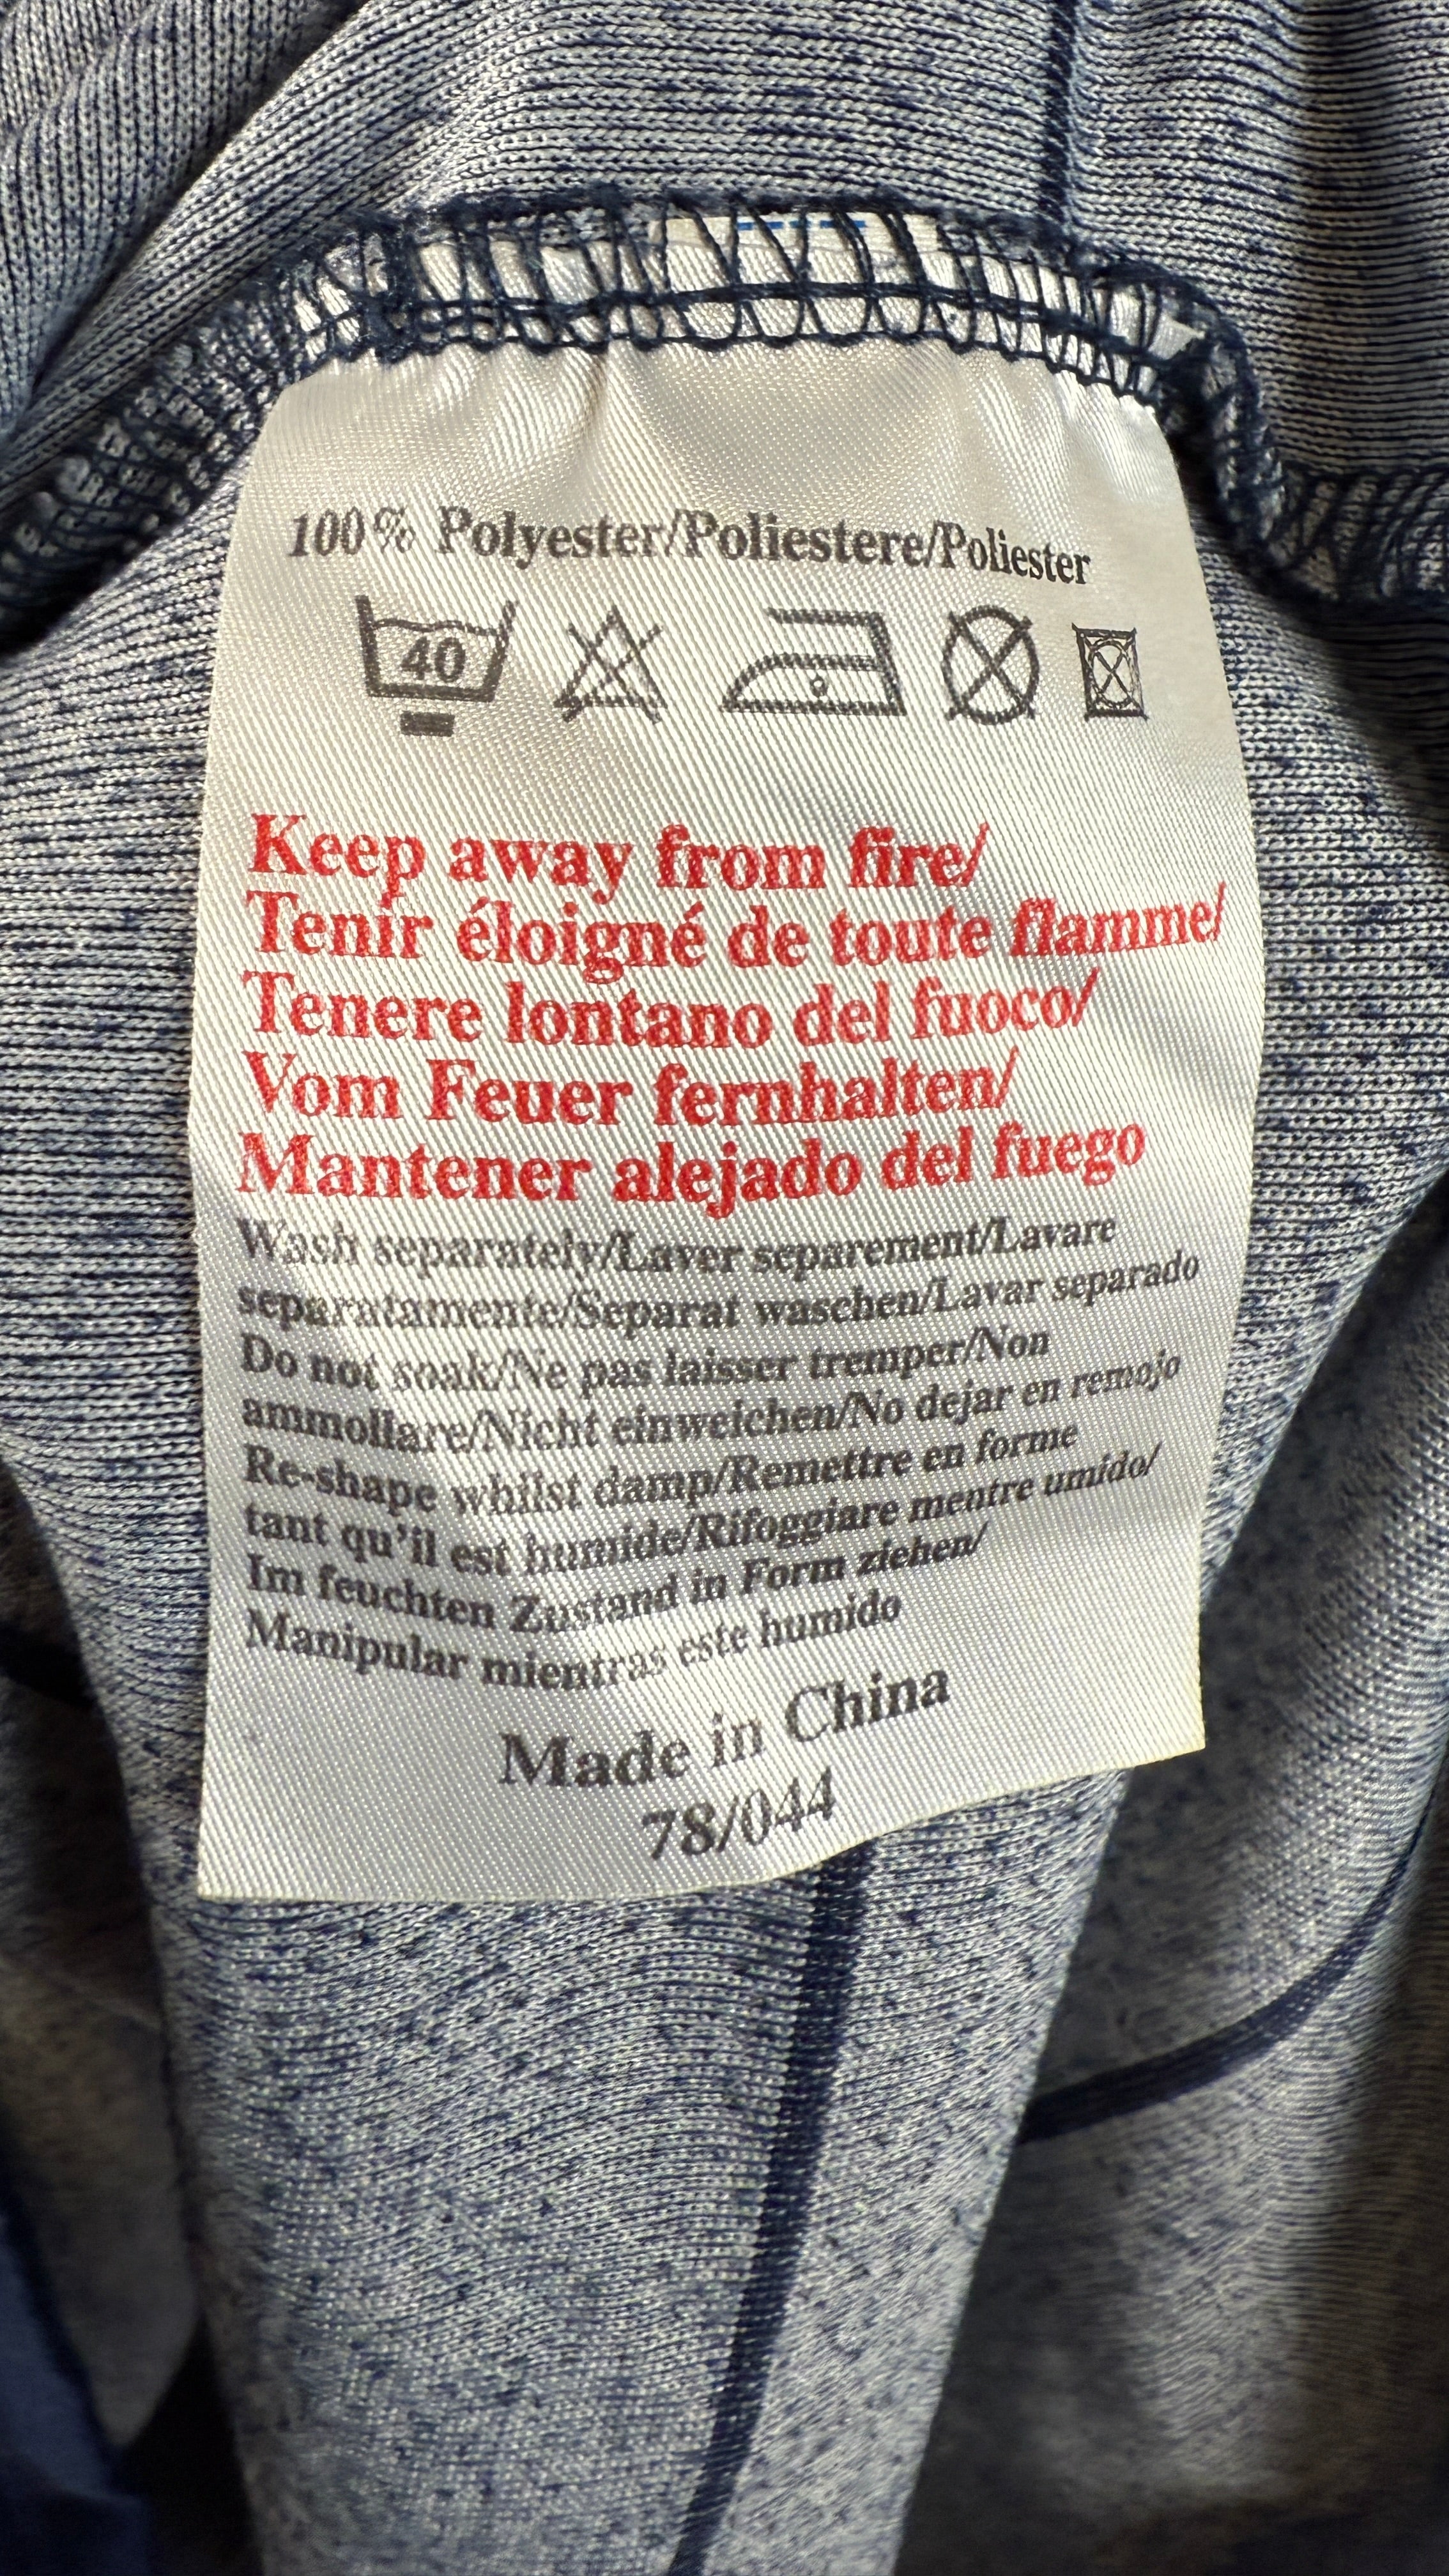 100% Polyester/Poliestere/Poliester
40
Keep away from fire/
Tenir éloigné de toute flamme/
Tenere lontano del fuoco/
Vom Feuer fernhalten/
Mantener alejado del fuego
Wash separately/Laver separement/Lavare
separatamente/Separat waschen/Lavar separado
Do not soak/Ne pas laisser tremper/Non
ammollare/Nicht einweichen/No dejar en remojo
Re-shape whilst damp/Remettre en forme
tant qu'il est humide/Rifoggiare mentre umido/
Im feuchten Zustand in Form ziehen/
Manipular mientras este humido
Made in China
78/044